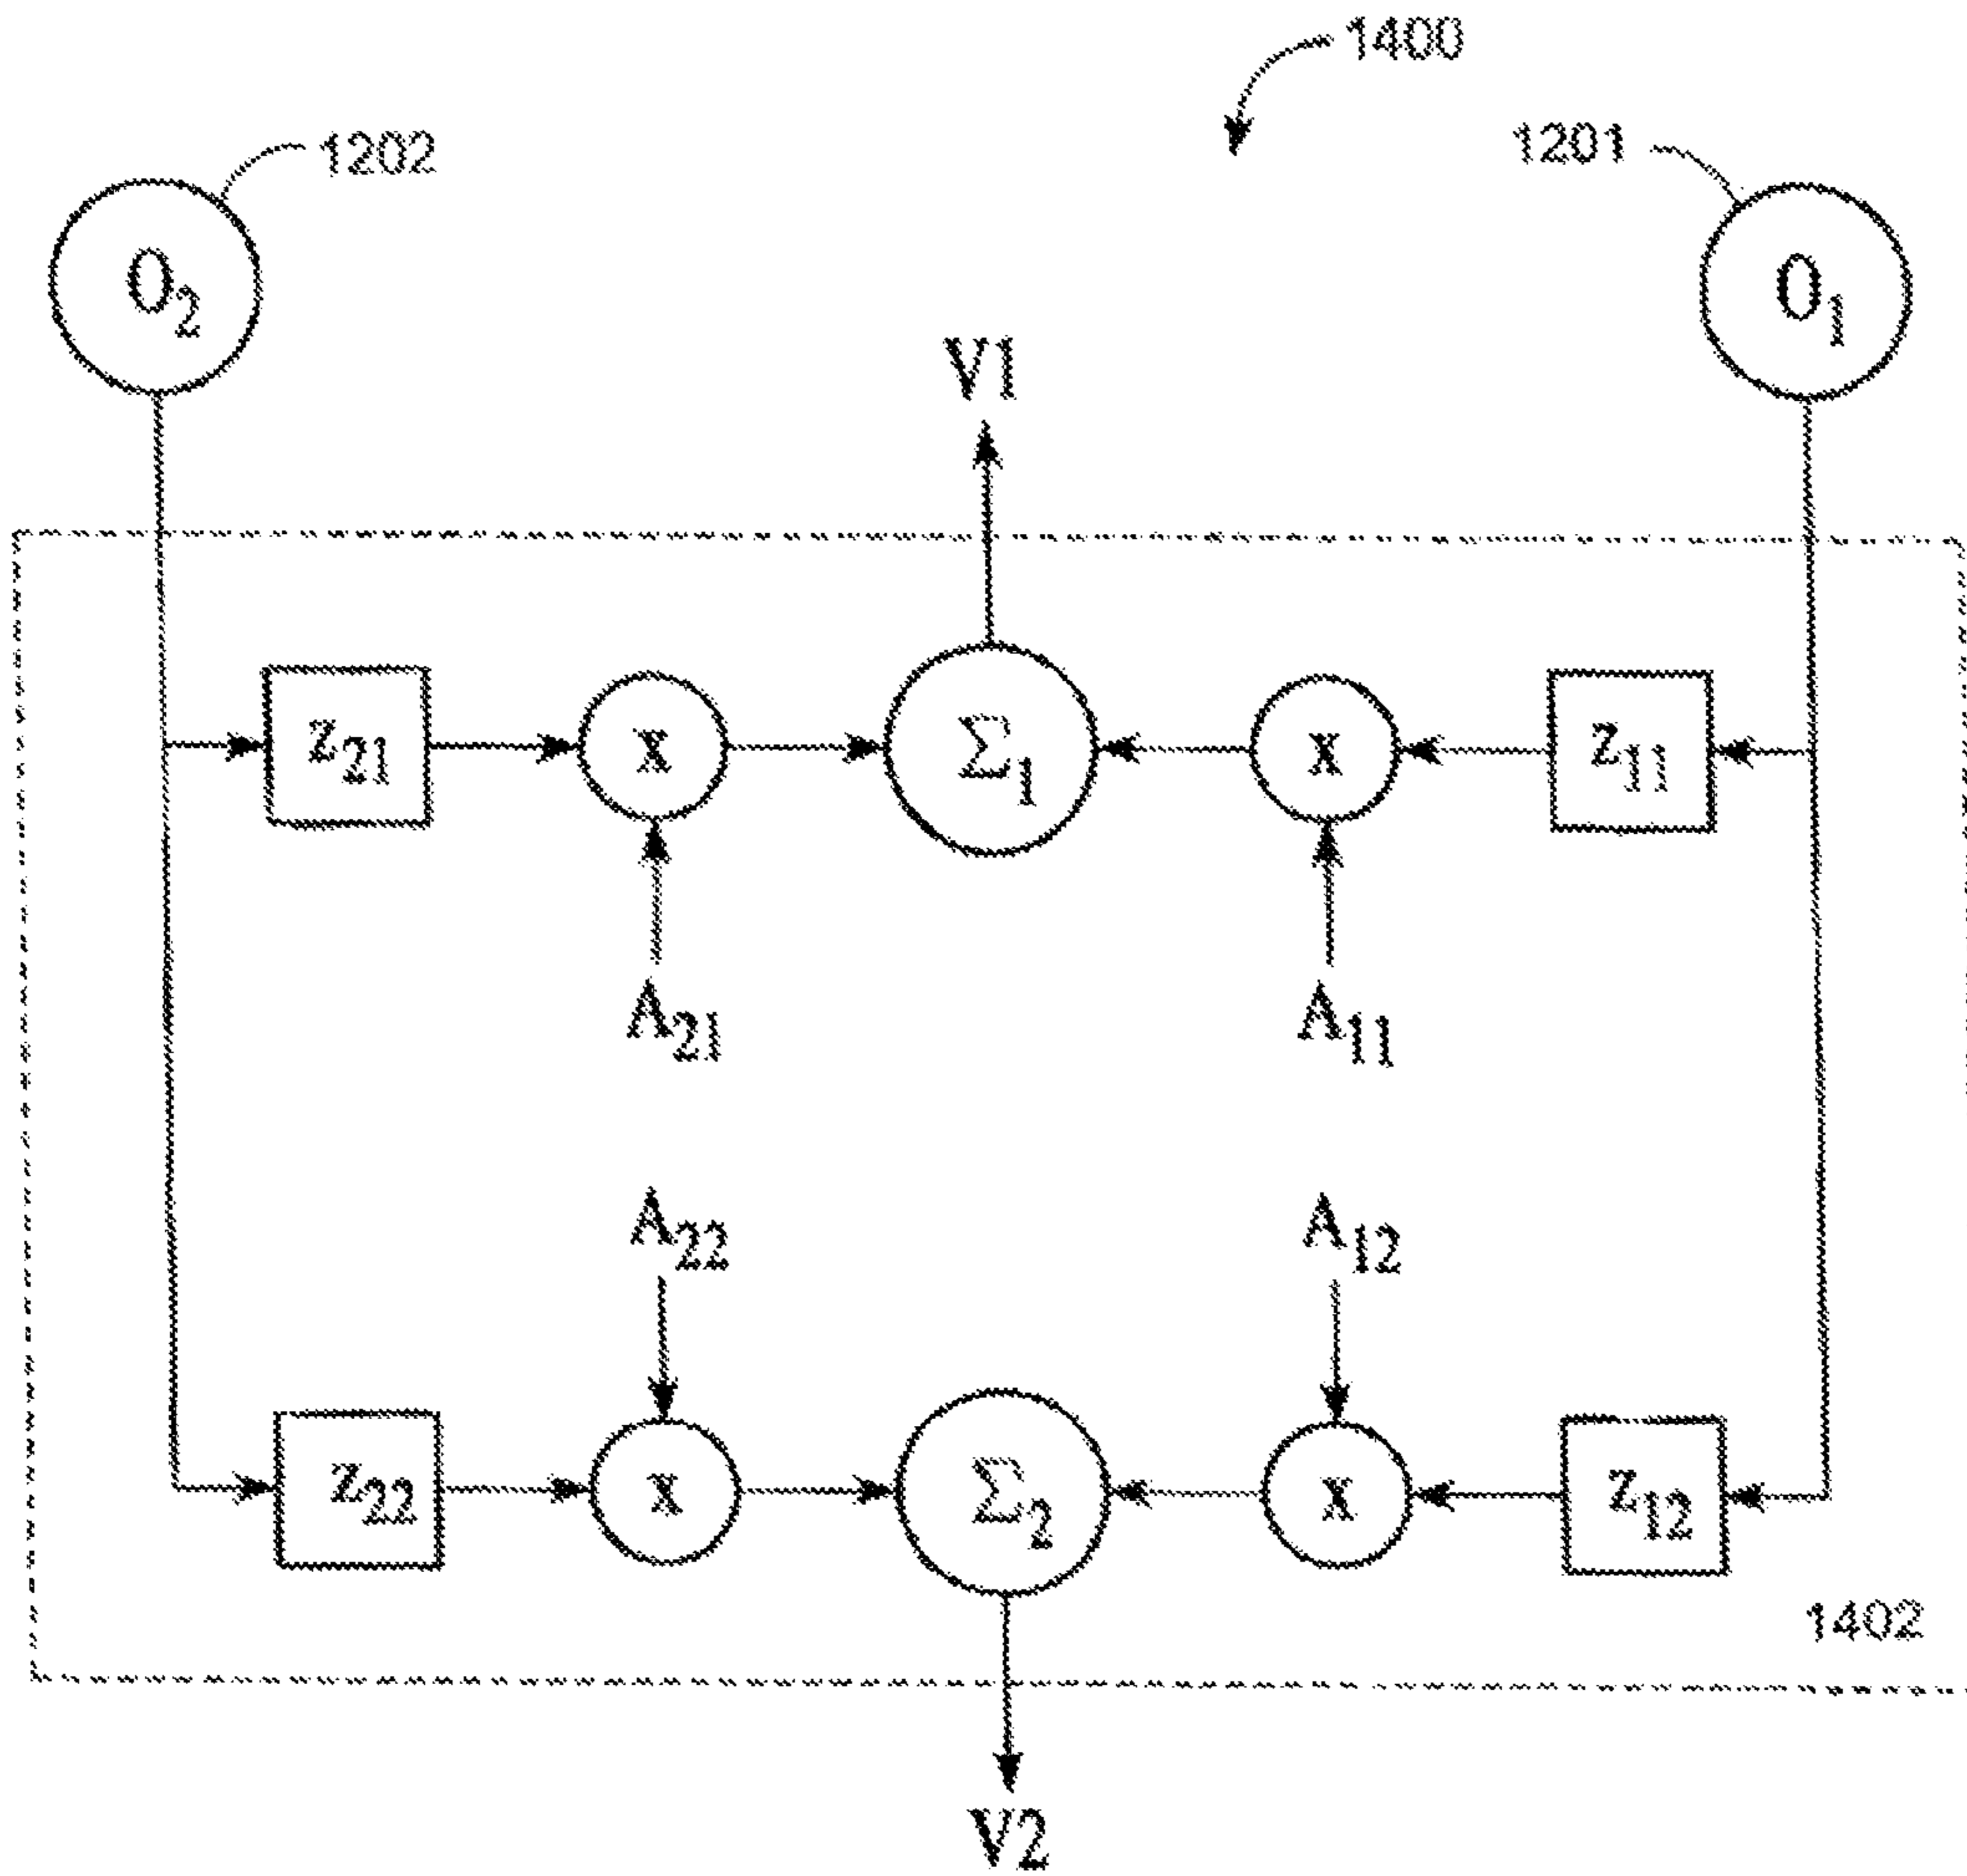 1400
1202
1201
O₂
O₁
V1
z₂₁
x
Σ₁
x
z₁₁
A₂₁
A₁₁
A₂₂
A₁₂
z₂₂
x
Σ₂
x
z₁₂
1402
V2